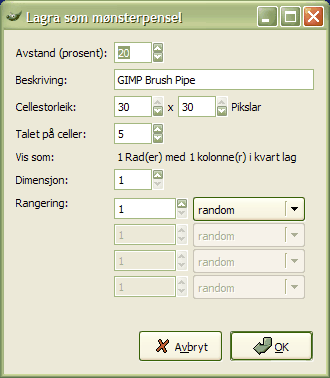 Lagra som mønsterpensel
Avstand (prosent): 20
Beskriving: GIMP Brush Pipe
Cellestorleik: 30 x 30 Pikslar
Talet på celler: 5
Vis som: 1 Rad(er) med 1 kolonne(r) i kvart lag
Dimensjon: 1
Rangering: 1 random
1 random
1 random
1 random
Avbryt OK